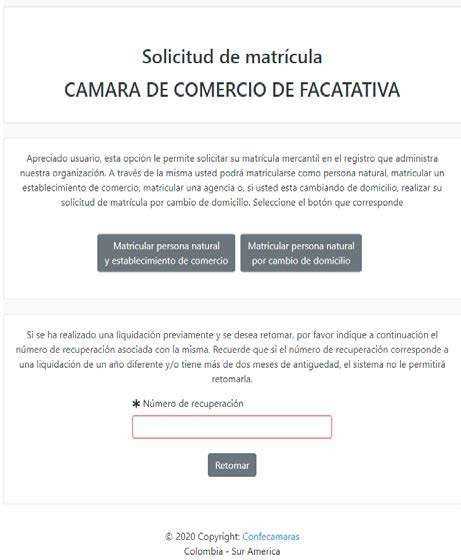 Solicitud de matrícula
CAMARA DE COMERCIO DE FACATATIVA
Apreciado usuario, esta opción le permite solicitar su matrícula mercantil en el registro que administra
nuestra organización. A través de la misma usted podrá matricularse como persona natural, matricular un
establecimiento de comercio, matricular una agencia o, si usted esta cambiando de domicilio, realizar su
solicitud de matrícula por cambio de domicilio. Seleccione el botón que corresponde
Matricular persona natural
y establecimiento de comercio
Matricular persona natural
por cambio de domicilio
Si se ha realizado una liquidación previamente y se desea retomar, por favor indique a continuación el
número de recuperación asociada con la misma. Recuerde que si el número de recuperación corresponde a
una liquidación de un año diferente y/o tiene más de dos meses de antiguedad, el sistema no le permitirá
retomarla.
✱ Número de recuperación
Retomar
© 2020 Copyright: Confecamaras
Colombia - Sur America